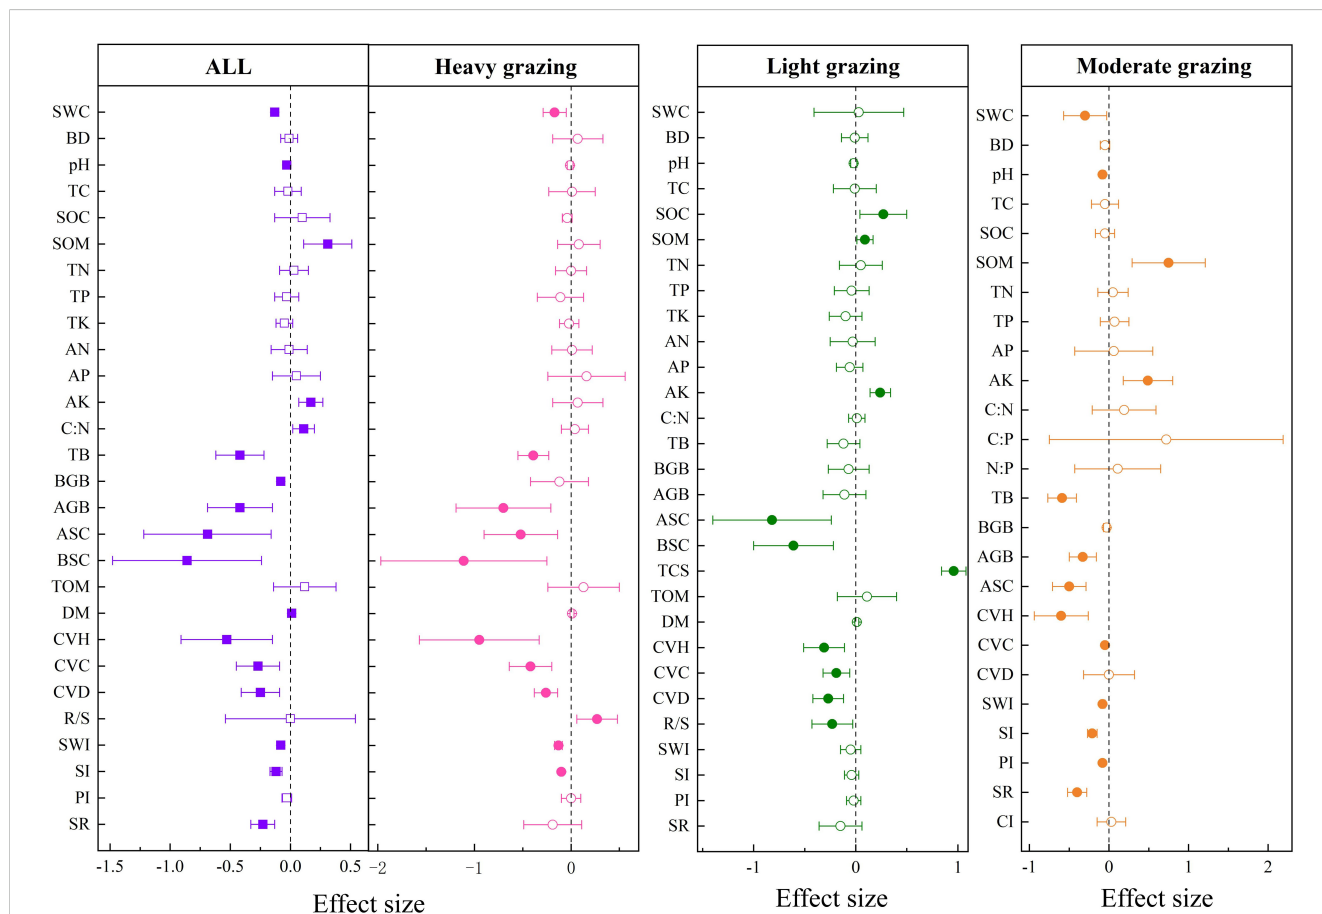 ALL
Heavy grazing
SWC
BD
pH
TC
SOC
SOM
TN
TP
TK
AN
AP
AK
C:N
TB
BGB
AGB
ASC
BSC
TOM
DM
CVH
CVC
CVD
R/S
SWI
SI
PI
SR
-1.5 -1.0 -0.5 0.0 0.5
-2 -1 0
Effect size
Light grazing
SWC
BD
pH
TC
SOC
SOM
TN
TP
TK
AN
AP
AK
C:N
TB
BGB
AGB
ASC
BSC
TCS
TOM
DM
CVH
CVC
CVD
R/S
SWI
SI
PI
SR
-1 0 1
Effect size
Moderate grazing
SWC
BD
pH
TC
SOC
SOM
TN
TP
AP
AK
C:N
C:P
N:P
TB
BGB
AGB
ASC
CVH
CVC
CVD
SWI
SI
PI
SR
CI
-1 0 1 2
Effect size